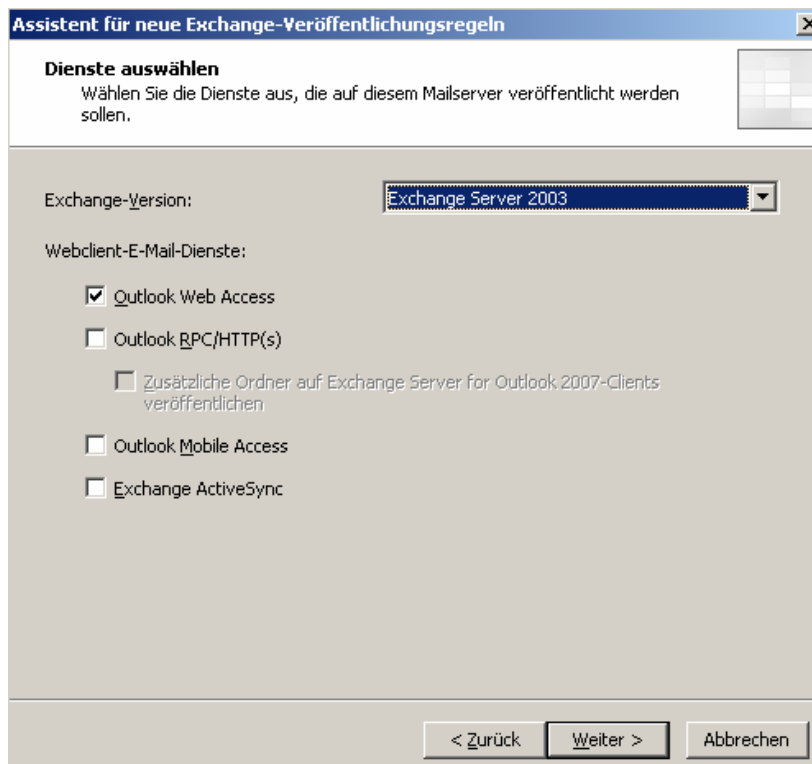 Assistent für neue Exchange-Veröffentlichungsregeln
Dienste auswählen
Wählen Sie die Dienste aus, die auf diesem Mailserver veröffentlicht werden
sollen.
Exchange-Version:
Exchange Server 2003
Webclient-E-Mail-Dienste:
Outlook Web Access
Outlook RPC/HTTP(s)
Zusätzliche Ordner auf Exchange Server for Outlook 2007-Clients
veröffentlichen
Outlook Mobile Access
Exchange ActiveSync
< Zurück
Weiter >
Abbrechen